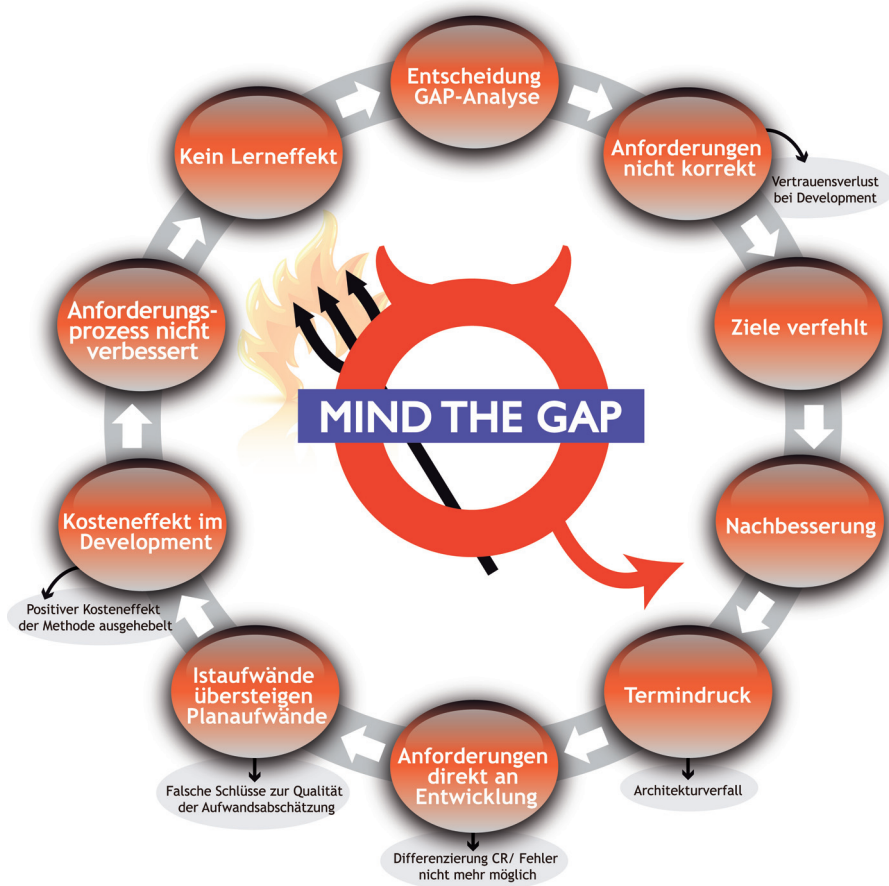 Entscheidung
GAP-Analyse
Anforderungen
nicht korrekt
Vertrauensverlust
bei Development
Ziele verfehlt
Nachbesserung
Termindruck
Architekturverfall
Anforderungen
direkt an
Entwicklung
Differenzierung CR/ Fehler
nicht mehr möglich
Istaufwände
übersteigen
Planaufwände
Falsche Schlüsse zur Qualität
der Aufwandsabschätzung
Kosteneffekt im
Development
Positiver Kosteneffekt
der Methode ausgehebelt
Anforderungs-
prozess nicht
verbessert
Kein Lerneffekt
MIND THE GAP